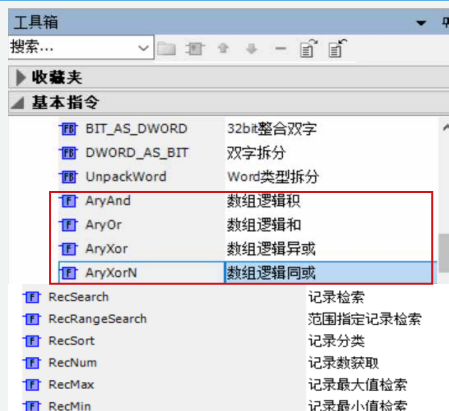 工具箱
搜索...
收藏夹
基本指令
FB BIT_AS_DWORD 32bit整合双字
FB DWORD_AS_BIT 双字拆分
FB UnpackWord Word类型拆分
F AryAnd 数组逻辑积
F AryOr 数组逻辑和
F AryXor 数组逻辑异或
F AryXorN 数组逻辑同或
F RecSearch 记录检索
F RecRangeSearch 范围指定记录检索
F RecSort 记录分类
F RecNum 记录数获取
F RecMax 记录最大值检索
F RecMin 记录最小值检索